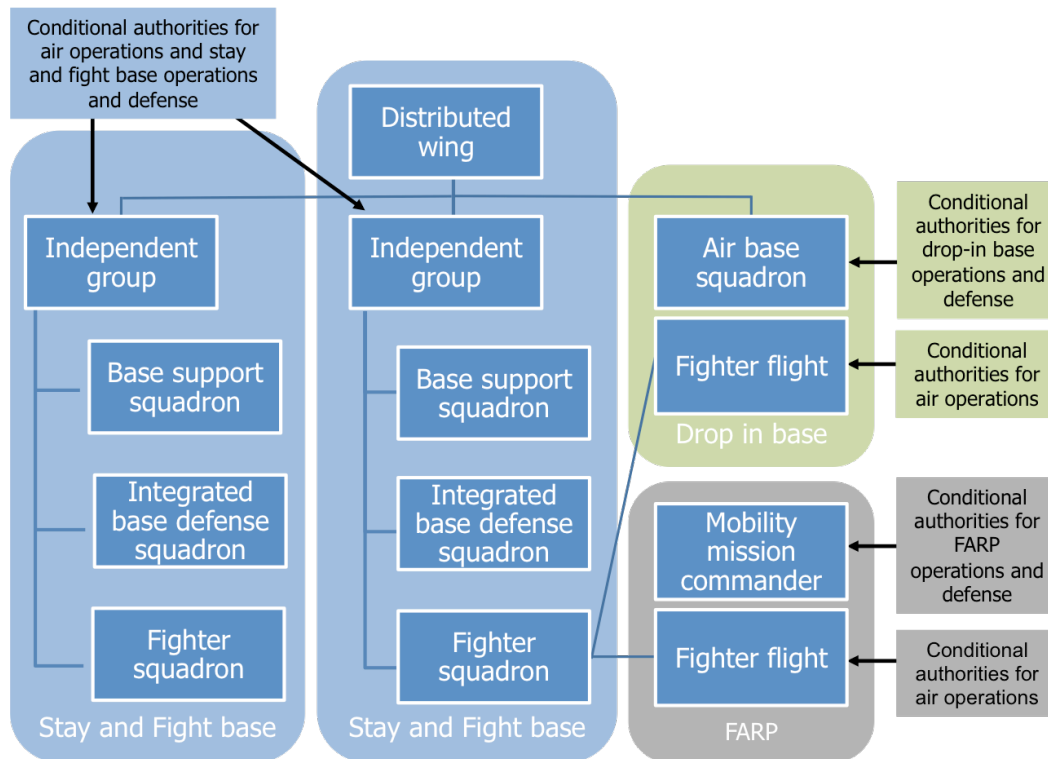 Conditional authorities for
air operations and stay
and fight base operations
and defense
Distributed
wing
Independent
group
Base support
squadron
Integrated
base defense
squadron
Fighter
squadron
Stay and Fight base
Independent
group
Base support
squadron
Integrated
base defense
squadron
Fighter
squadron
Stay and Fight base
Air base
squadron
Fighter flight
Drop in base
Conditional
authorities for
drop-in base
operations and
defense
Conditional
authorities for
air operations
Mobility
mission
commander
Fighter flight
FARP
Conditional
authorities for
FARP
operations and
defense
Conditional
authorities for
air operations